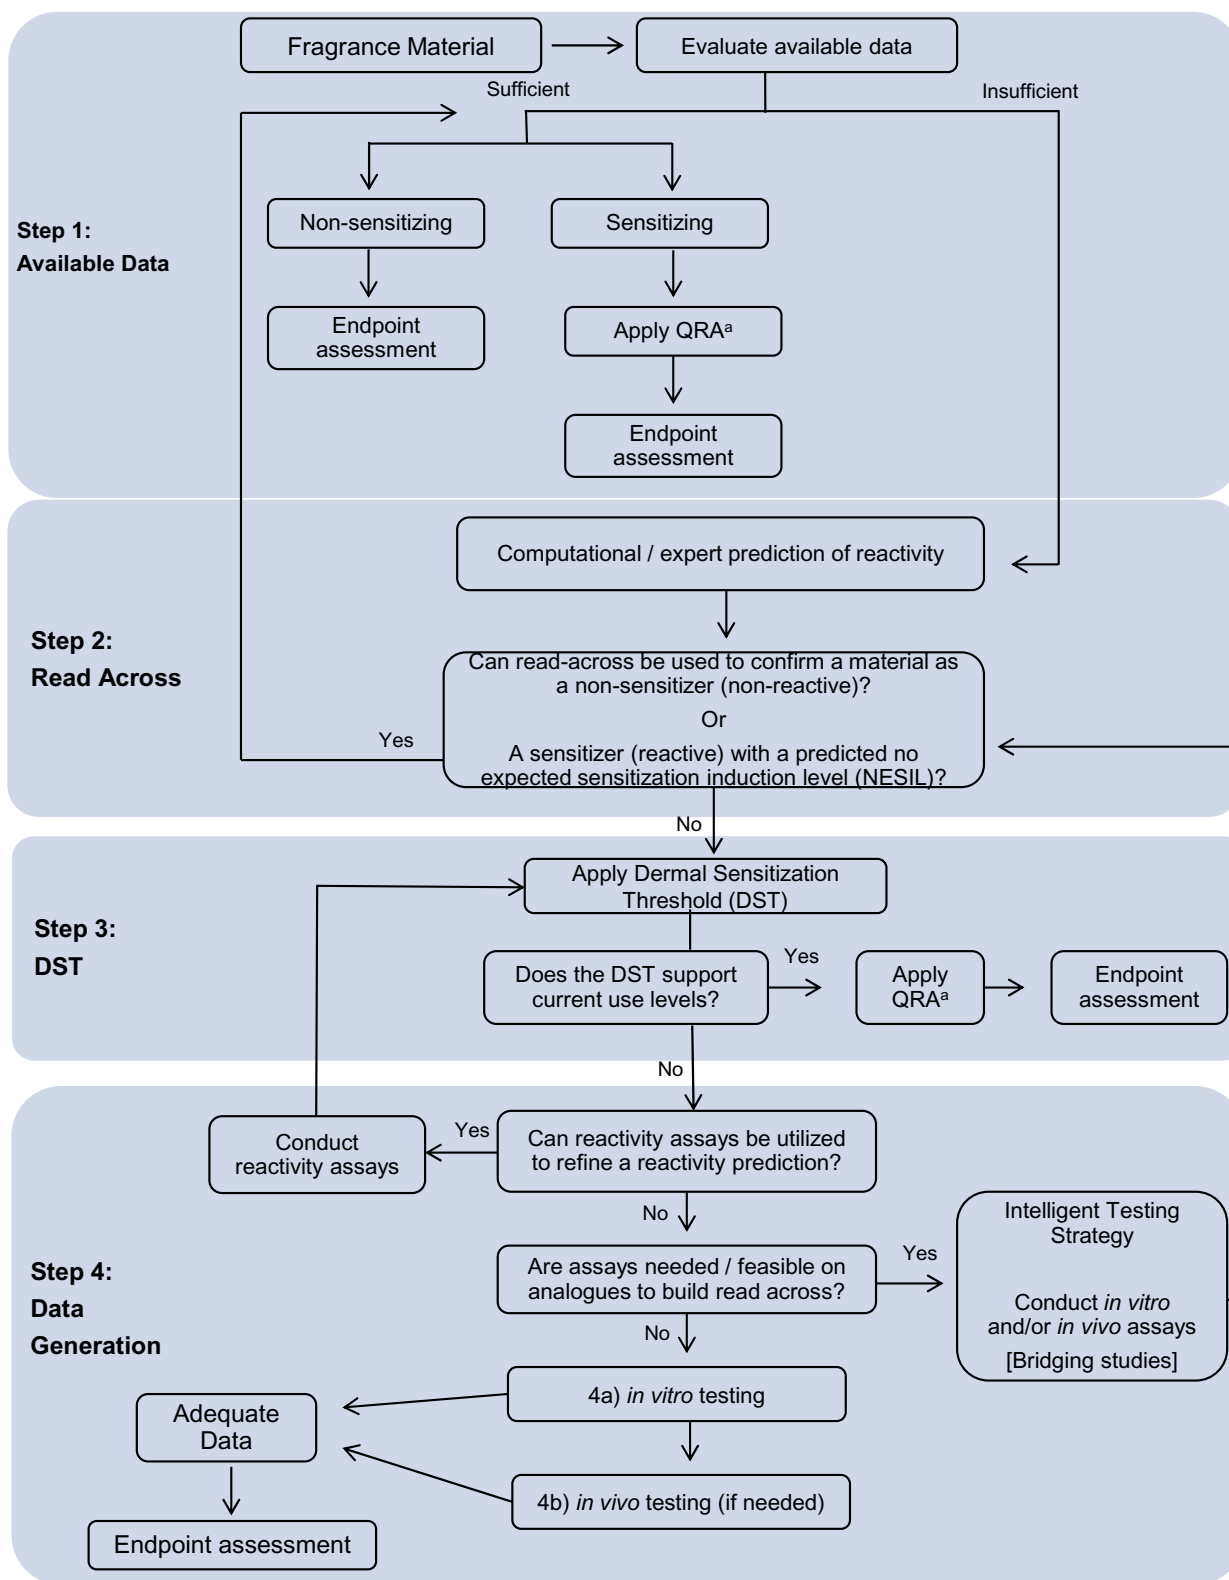 Fragrance Material
Evaluate available data
Sufficient
Insufficient
Non-sensitizing
Sensitizing
Step 1:
Available Data
Endpoint
assessment
Apply QRAᵃ
Endpoint
assessment
Computational / expert prediction of reactivity
Step 2:
Read Across
Can read-across be used to confirm a material as
a non-sensitizer (non-reactive)?
Or
A sensitizer (reactive) with a predicted no
expected sensitization induction level (NESIL)?
Yes
No
Apply Dermal Sensitization
Threshold (DST)
Step 3:
DST
Does the DST support
current use levels?
Yes
Apply
QRAᵃ
Endpoint
assessment
No
Conduct
reactivity assays
Yes
Can reactivity assays be utilized
to refine a reactivity prediction?
No
Step 4:
Data
Generation
Are assays needed / feasible on
analogues to build read across?
Yes
Intelligent Testing
Strategy
Conduct in vitro
and/or in vivo assays
[Bridging studies]
No
4a) in vitro testing
Adequate
Data
4b) in vivo testing (if needed)
Endpoint assessment